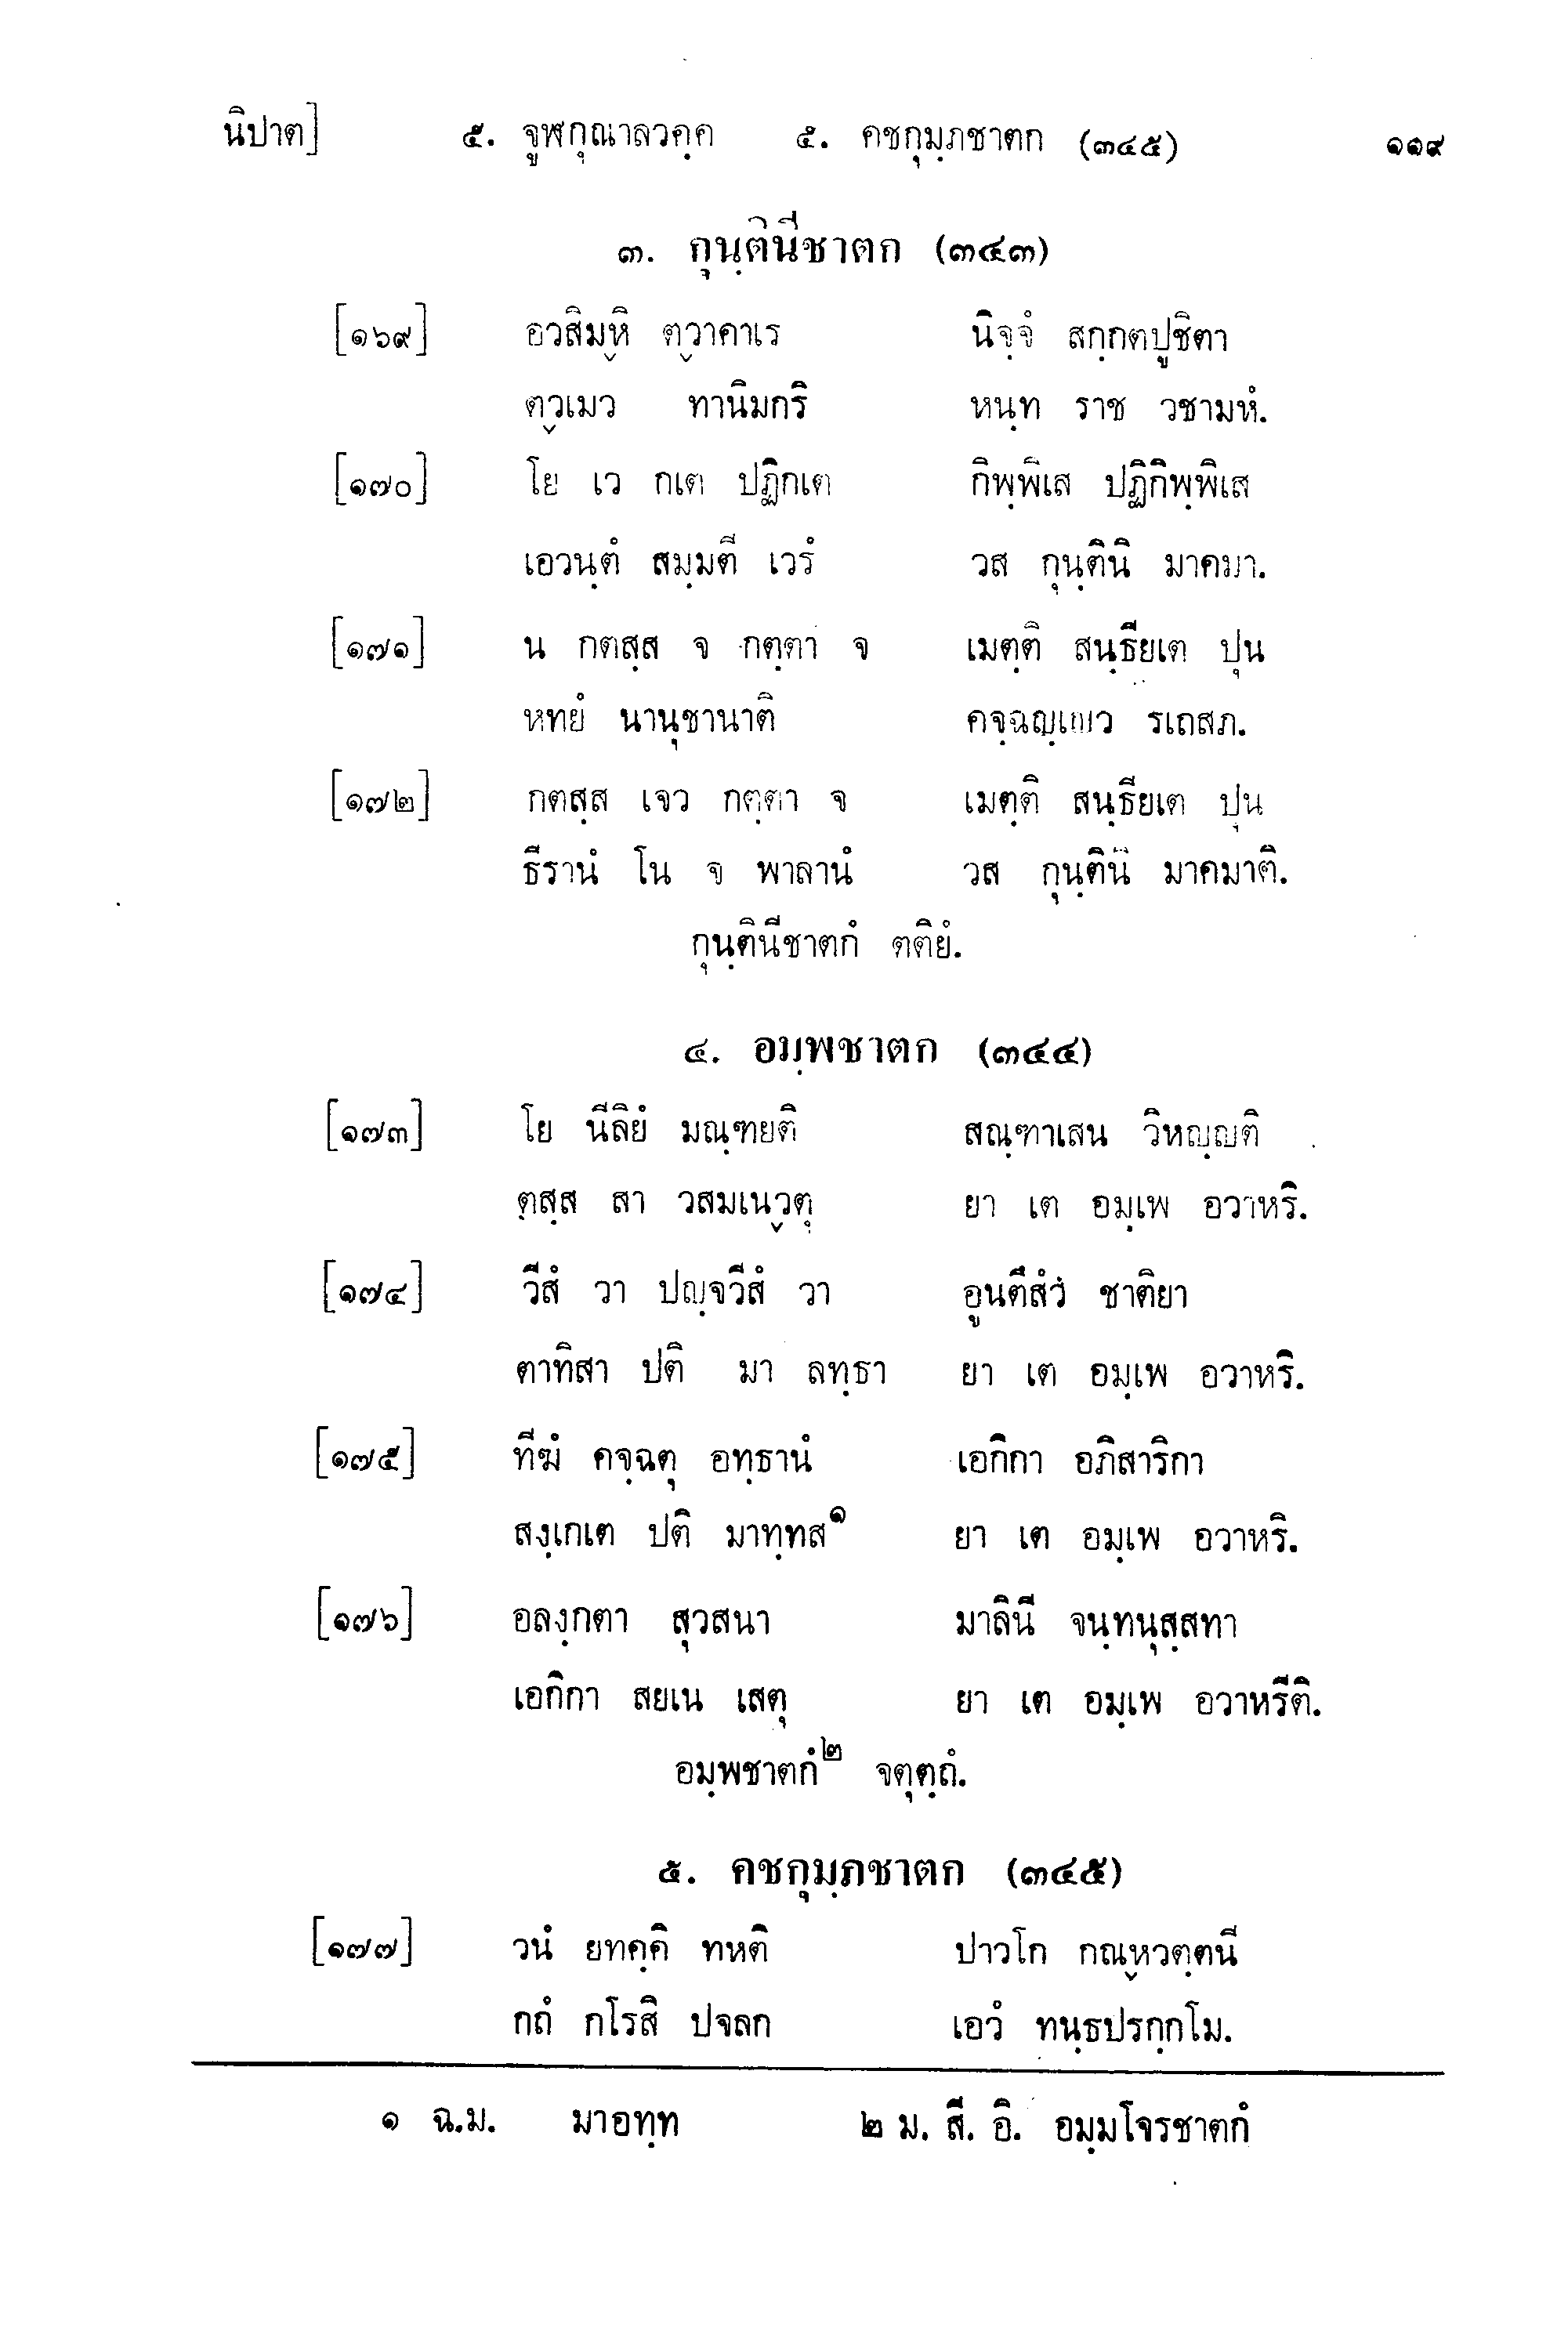 นิปาต] ๕. จูฬกุณาลวคฺค ๕. คชกุมฺภชาตก (๓๔๕) ๑๑๙
๓. กุนฺตินีชาตก (๓๔๓)
[๑๖๙] อวสิมฺหิ ตฺวาคาเร นิจฺจํ สกฺกตปูชิตา
ตฺวเมว ทานิมกริ หนฺท ราช วชามหํ.
[๑๗๐] โย เว กเต ปฏิกเต กิพฺพิเส ปฏิกิพฺพิเส
เอวนฺตํ สมฺมตี เวรํ วส กุนฺตินิ มาคมา.
[๑๗๑] น กตสฺส จ กตฺตา จ เมตฺติ สนฺธียเต ปุน
หทยํ นานุชานาติ คจฺฉญฺเญว รเถสภ.
[๑๗๒] กตสฺส เจว กตฺตา จ เมตฺติ สนฺธียเต ปุน
ธีรานํ โน จ พาลานํ วส กุนฺตินิ มาคมาติ.
กุนฺตินีชาตกํ ตติยํ.
๔. อมฺพชาตก (๓๔๔)
[๑๗๓] โย นีลิยํ มณฺฑยติ สณฺฑาเสน วิหญฺญติ
ตสฺส สา วสมเนฺวตุ ยา เต อมฺเพ อวาหริ.
[๑๗๔] วีสํ วา ปญฺจวีสํ วา อูนตึสํว ชาติยา
ตาทิสา ปติ มา ลทฺธา ยา เต อมฺเพ อวาหริ.
[๑๗๕] ทีฆํ คจฺฉตุ อทฺธานํ เอกิกา อภิสาริกา
สงฺเกเต ปติ มาทฺทส๑ ยา เต อมฺเพ อวาหริ.
[๑๗๖] อลงฺกตา สุวสนา มาลินี จนฺทนุสฺสทา
เอกิกา สยเน เสตุ ยา เต อมฺเพ อวาหรีติ.
อมฺพชาตกํ๒ จตุตฺถํ.
๕. คชกุมฺภชาตก (๓๔๕)
[๑๗๗] วนํ ยทคฺคิ ทหติ ปาวโก กณฺหวตฺตนี
กถํ กโรสิ ปจลก เอวํ ทนฺธปรกฺกโม.
๑ ฉ.ม. มาอทฺท ๒ ม. สี. อิ. อมฺมโจรชาตกํ